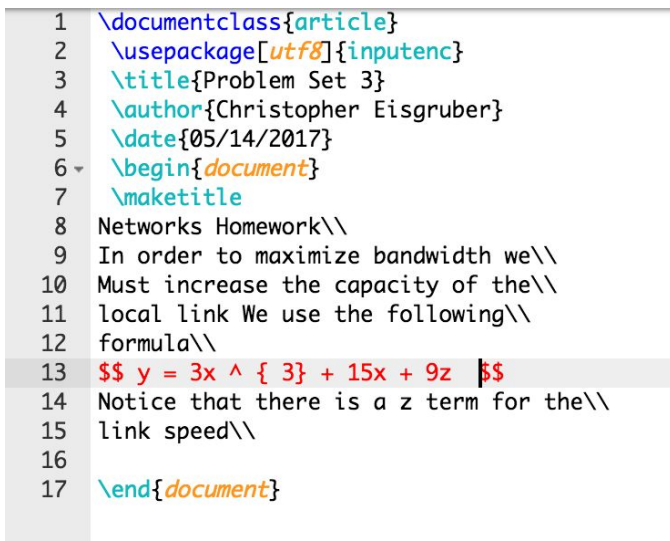 1 \documentclass{article}
2 \usepackage[utf8]{inputenc}
3 \title{Problem Set 3}
4 \author{Christopher Eisgruber}
5 \date{05/14/2017}
6 \begin{document}
7 \maketitle
8 Networks Homework\\
9 In order to maximize bandwidth we\\
10 Must increase the capacity of the\\
11 local link We use the following\\
12 formula\\
13 $$ y = 3x ^ { 3} + 15x + 9z  $$
14 Notice that there is a z term for the\\
15 link speed\\
16
17 \end{document}